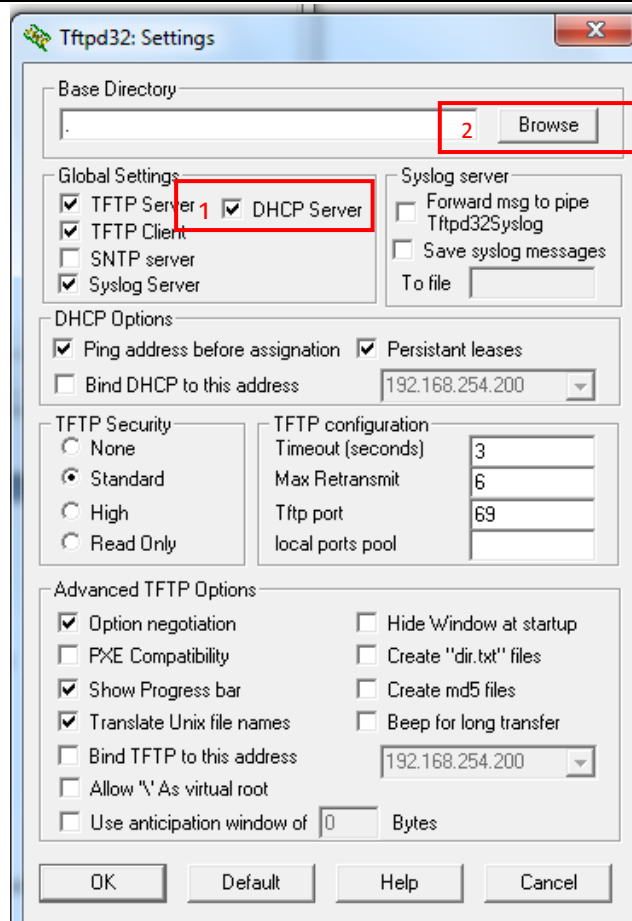 Tftpd32: Settings
Base Directory
.
2
Browse
Global Settings
TFTP Server
1
DHCP Server
TFTP Client
SNTP server
Syslog Server
Syslog server
Forward msg to pipe
Tftpd32Syslog
Save syslog messages
To file
DHCP Options
Ping address before assignation
Persistant leases
Bind DHCP to this address
192.168.254.200
TFTP Security
None
Standard
High
Read Only
TFTP configuration
Timeout (seconds) 3
Max Retransmit 6
Tftp port 69
local ports pool
Advanced TFTP Options
Option negotiation
PXE Compatibility
Show Progress bar
Translate Unix file names
Bind TFTP to this address
Allow '\' As virtual root
Use anticipation window of 0 Bytes
Hide Window at startup
Create "dir.txt" files
Create md5 files
Beep for long transfer
192.168.254.200
OK
Default
Help
Cancel